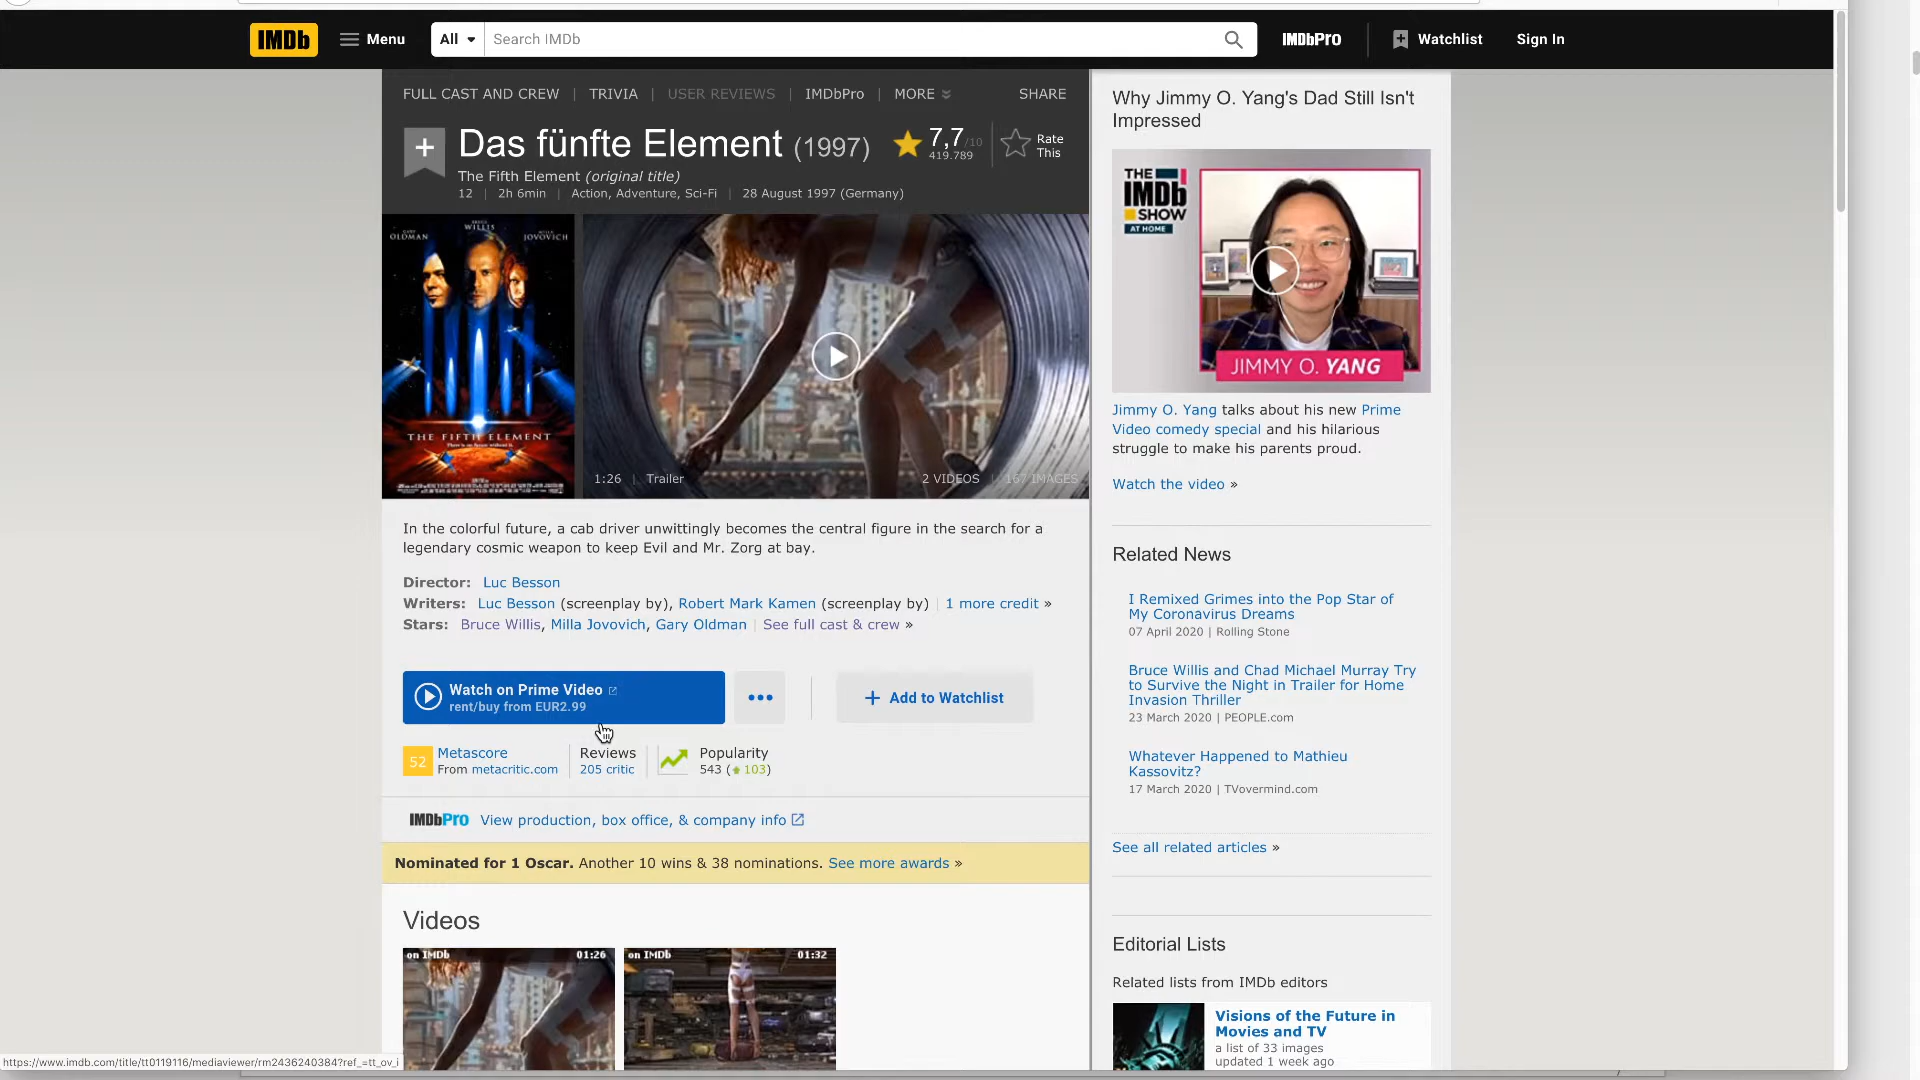 IMDb
Menu
All
Search IMDb
IMDbPro
Watchlist
Sign In
FULL CAST AND CREW | TRIVIA | USER REVIEWS | IMDbPro | MORE
SHARE
Das fünfte Element (1997)
7,7/10
419.789
Rate
This
The Fifth Element (original title)
12 | 2h 6min | Action, Adventure, Sci-Fi | 28 August 1997 (Germany)
OLDMAN
WILLIS
JOVOVICH
THE FIFTH ELEMENT
1:26 | Trailer
2 VIDEOS | 167 IMAGES
In the colorful future, a cab driver unwittingly becomes the central figure in the search for a
legendary cosmic weapon to keep Evil and Mr. Zorg at bay.
Director: Luc Besson
Writers: Luc Besson (screenplay by), Robert Mark Kamen (screenplay by) | 1 more credit »
Stars: Bruce Willis, Milla Jovovich, Gary Oldman | See full cast & crew »
Watch on Prime Video
rent/buy from EUR2.99
Add to Watchlist
52
Metascore
From metacritic.com
Reviews
205 critic
Popularity
543 (103)
IMDbPro View production, box office, & company info
Nominated for 1 Oscar. Another 10 wins & 38 nominations. See more awards »
Videos
on IMDb 01:26
on IMDb 01:32
Why Jimmy O. Yang's Dad Still Isn't
Impressed
THE
IMDb
SHOW
AT HOME
JIMMY O. YANG
Jimmy O. Yang talks about his new Prime
Video comedy special and his hilarious
struggle to make his parents proud.
Watch the video »
Related News
I Remixed Grimes into the Pop Star of
My Coronavirus Dreams
07 April 2020 | Rolling Stone
Bruce Willis and Chad Michael Murray Try
to Survive the Night in Trailer for Home
Invasion Thriller
23 March 2020 | PEOPLE.com
Whatever Happened to Mathieu
Kassovitz?
17 March 2020 | TVovermind.com
See all related articles »
Editorial Lists
Related lists from IMDb editors
Visions of the Future in
Movies and TV
a list of 33 images
updated 1 week ago
https://www.imdb.com/title/tt0119116/mediaviewer/rm2436240384?ref_=tt_ov_i